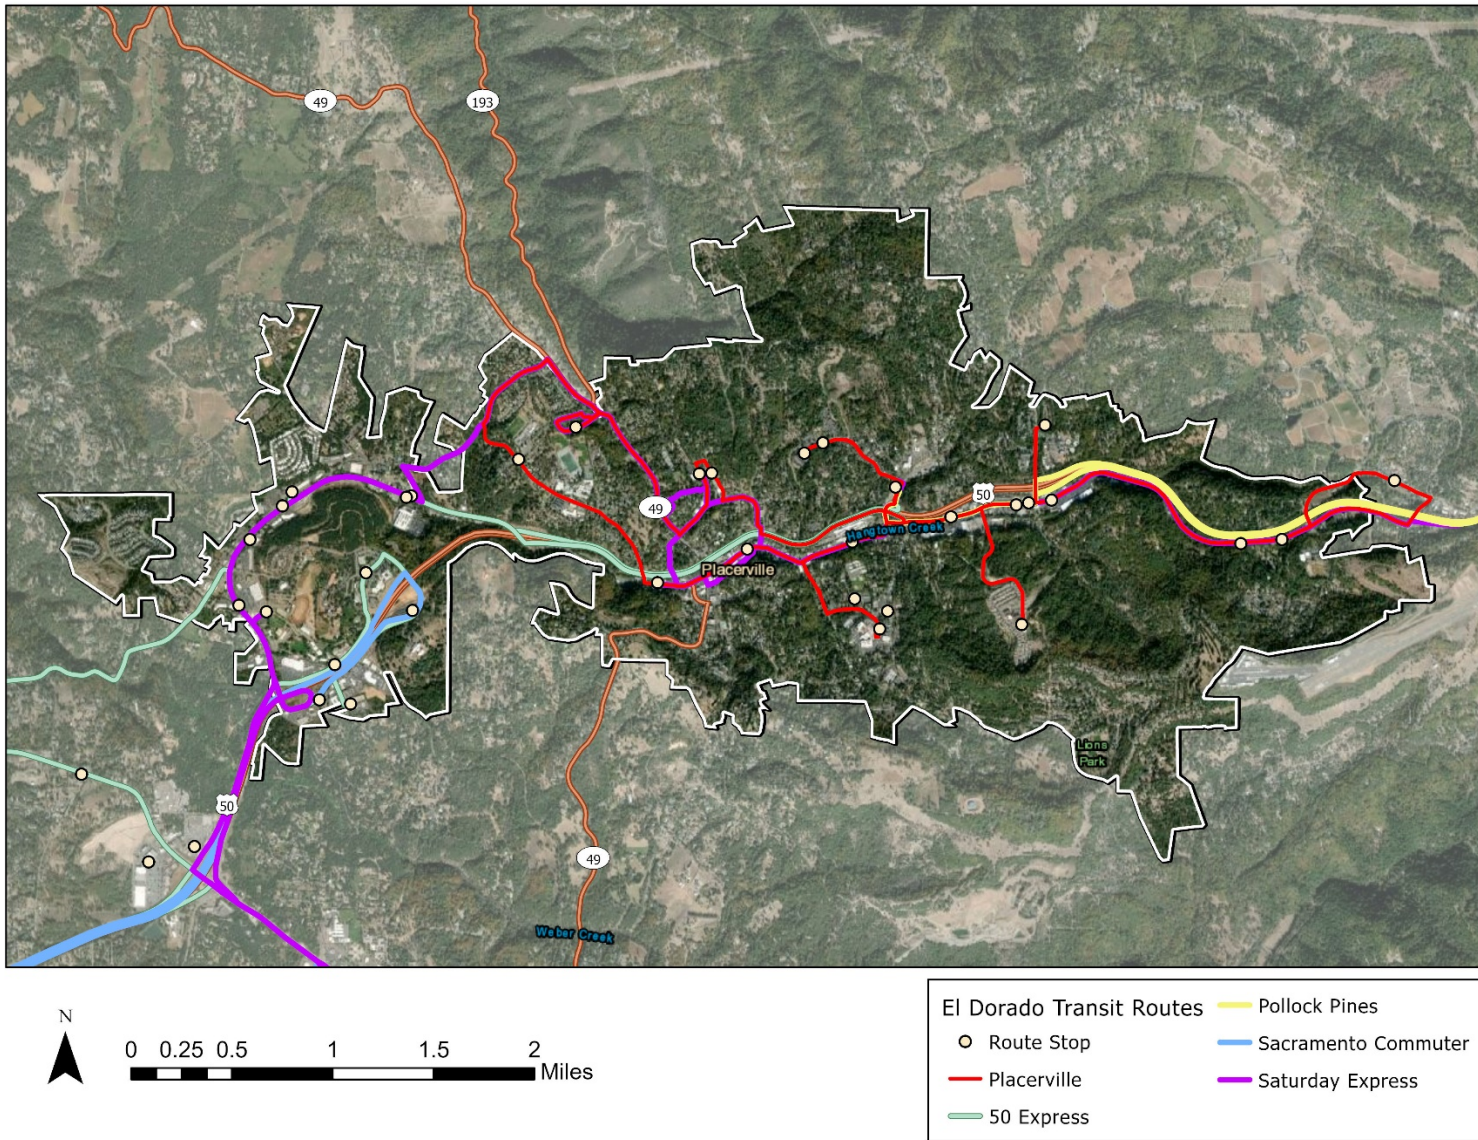 49
193
49
50
Hangtown Creek
Placerville
Lions
Park
50
49
Weber Creek
N
0 0.25 0.5 1 1.5 2
Miles
El Dorado Transit Routes
Route Stop
Placerville
50 Express
Pollock Pines
Sacramento Commuter
Saturday Express